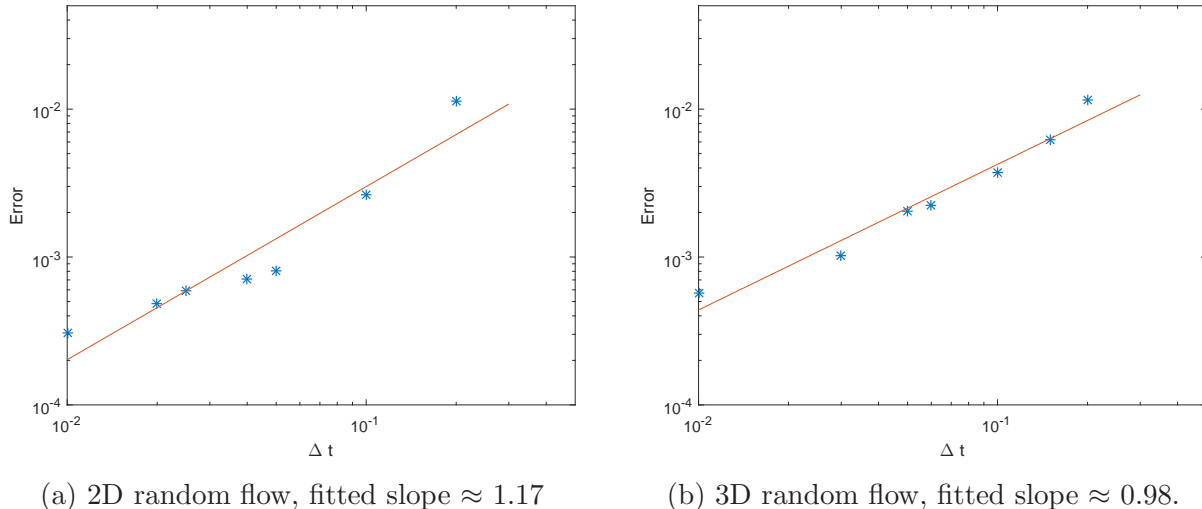 10^-2
10^-3
10^-4
Error
10^-2
10^-1
Δ t
(a) 2D random flow, fitted slope ≈ 1.17
10^-2
10^-3
10^-4
Error
10^-2
10^-1
Δ t
(b) 3D random flow, fitted slope ≈ 0.98.